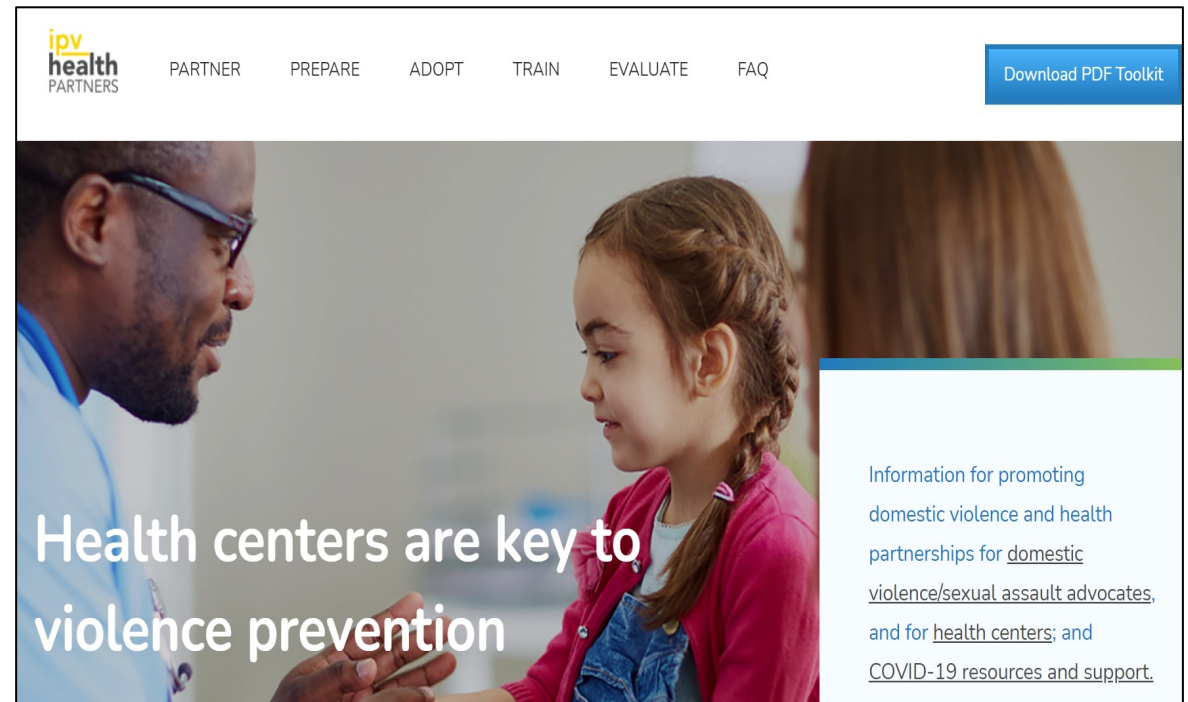 ipv
health
PARTNERS
PARTNER PREPARE ADOPT TRAIN EVALUATE FAQ
Download PDF Toolkit
Health centers are key to
violence prevention
Information for promoting
domestic violence and health
partnerships for domestic
violence/sexual assault advocates,
and for health centers; and
COVID-19 resources and support.